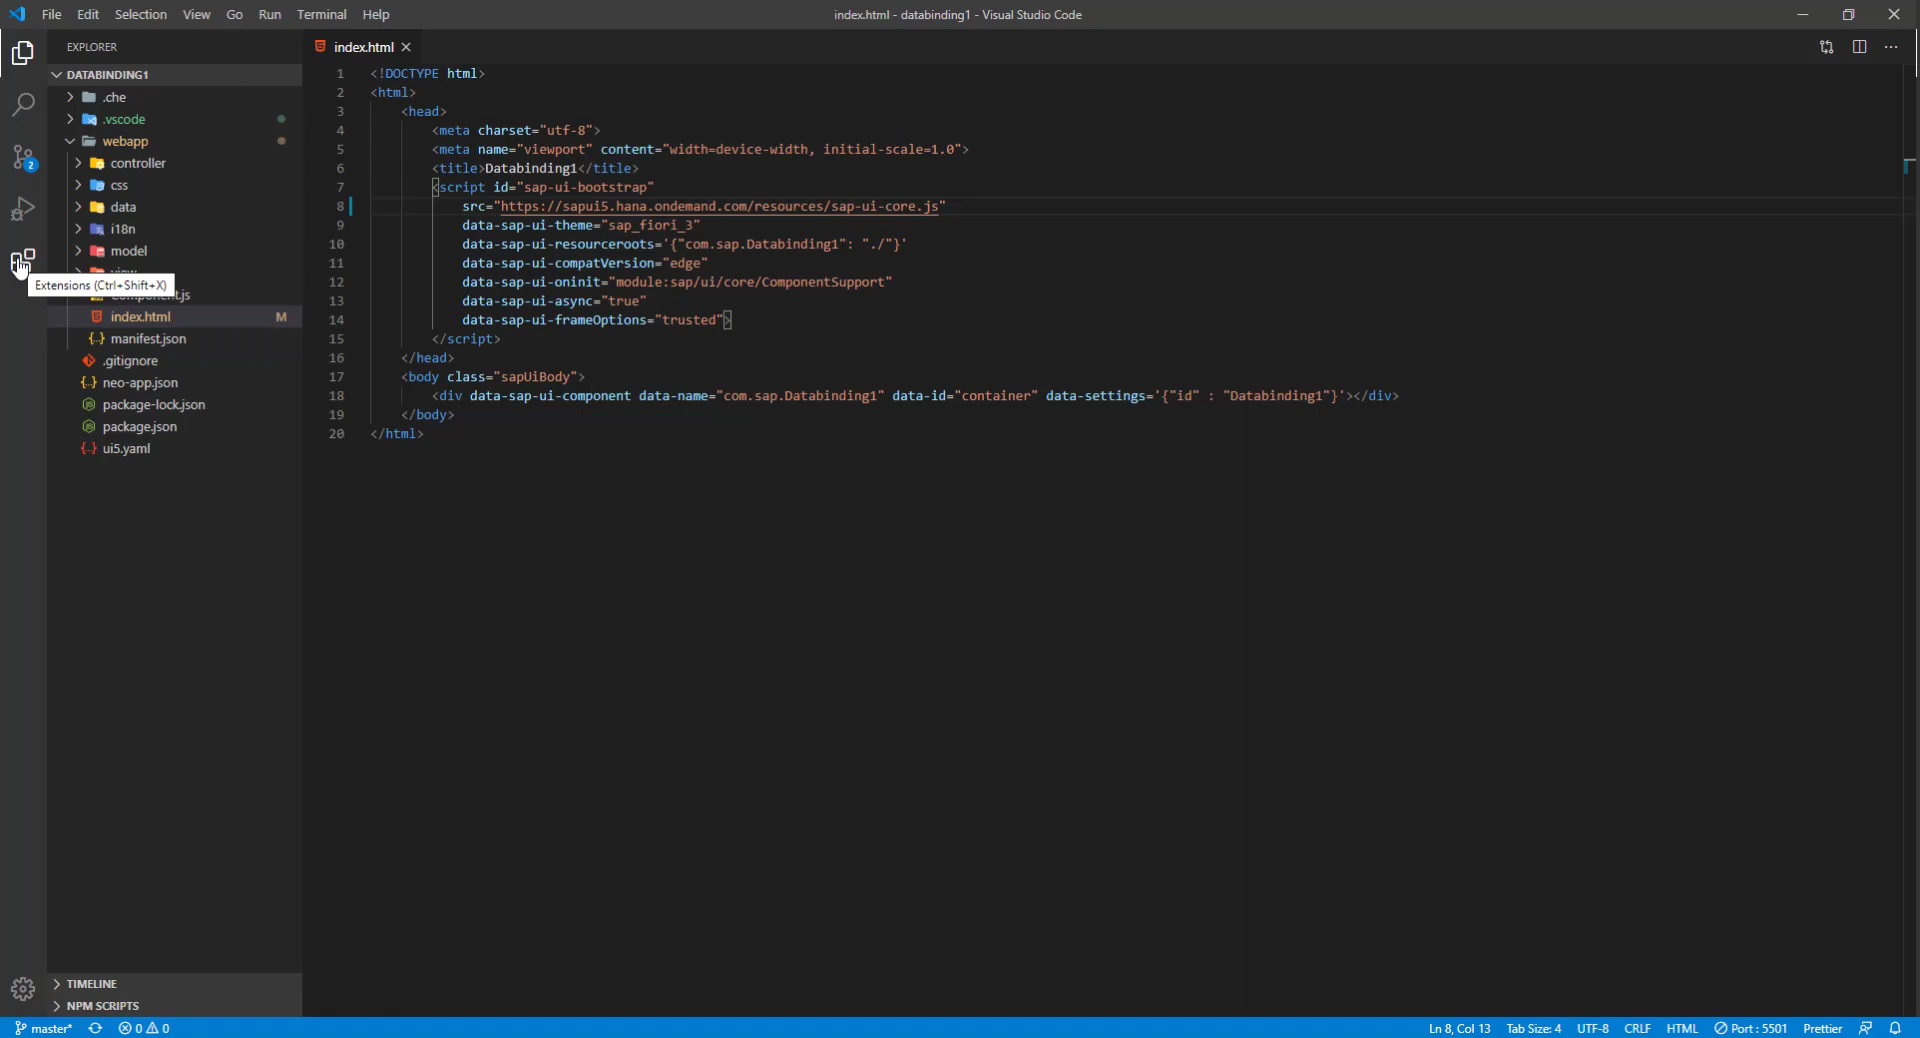 File Edit Selection View Go Run Terminal Help
index.html - databinding1 - Visual Studio Code
EXPLORER
DATABINDING1
.che
.vscode
webapp
controller
css
data
i18n
model
view
Extensions (Ctrl+Shift+X)
Component.js
index.html M
manifest.json
.gitignore
neo-app.json
package-lock.json
package.json
ui5.yaml
TIMELINE
NPM SCRIPTS
2
index.html
1 <!DOCTYPE html>
2 <html>
3 <head>
4 <meta charset="utf-8">
5 <meta name="viewport" content="width=device-width, initial-scale=1.0">
6 <title>Databinding1</title>
7 <script id="sap-ui-bootstrap"
8 src="https://sapui5.hana.ondemand.com/resources/sap-ui-core.js"
9 data-sap-ui-theme="sap_fiori_3"
10 data-sap-ui-resourceroots='{"com.sap.Databinding1": "./"}'
11 data-sap-ui-compatVersion="edge"
12 data-sap-ui-oninit="module:sap/ui/core/ComponentSupport"
13 data-sap-ui-async="true"
14 data-sap-ui-frameOptions="trusted">
15 </script>
16 </head>
17 <body class="sapUiBody">
18 <div data-sap-ui-component data-name="com.sap.Databinding1" data-id="container" data-settings='{"id" : "Databinding1"}'></div>
19 </body>
20 </html>
master* 0 0 Ln 8, Col 13 Tab Size: 4 UTF-8 CRLF HTML Port : 5501 Prettier